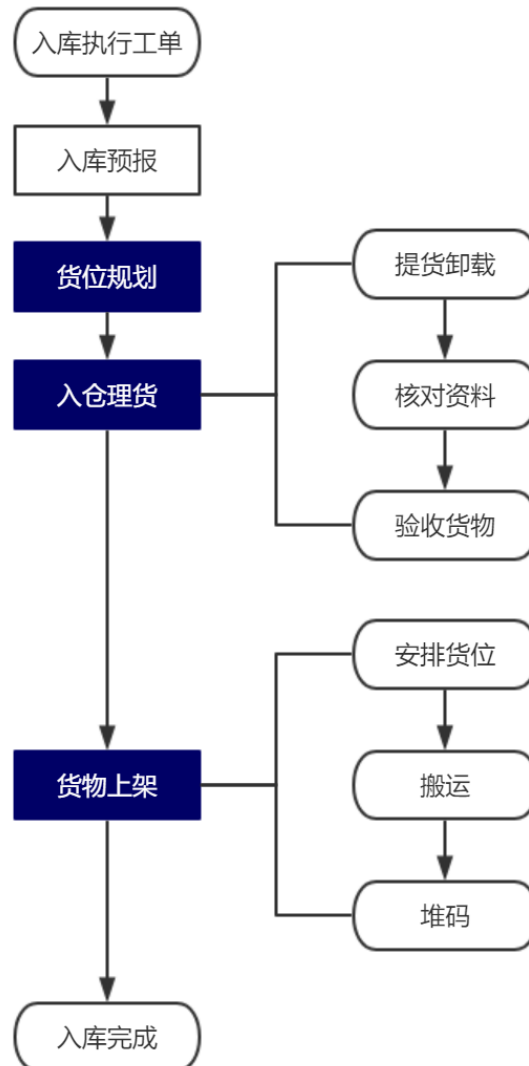 入库执行工单
入库预报
货位规划
入仓理货
提货卸载
核对资料
验收货物
货物上架
安排货位
搬运
堆码
入库完成